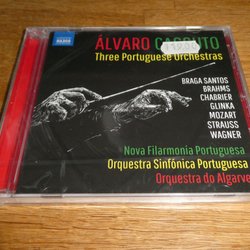 NAXOS
ÁLVARO CASSUTO
Three Portuguese Orchestras
BRAGA SANTOS
BRAHMS
CHABRIER
GLINKA
MOZART
STRAUSS
WAGNER
Nova Filarmonia Portuguesa
Orquestra Sinfónica Portuguesa
Orquestra do Algarve